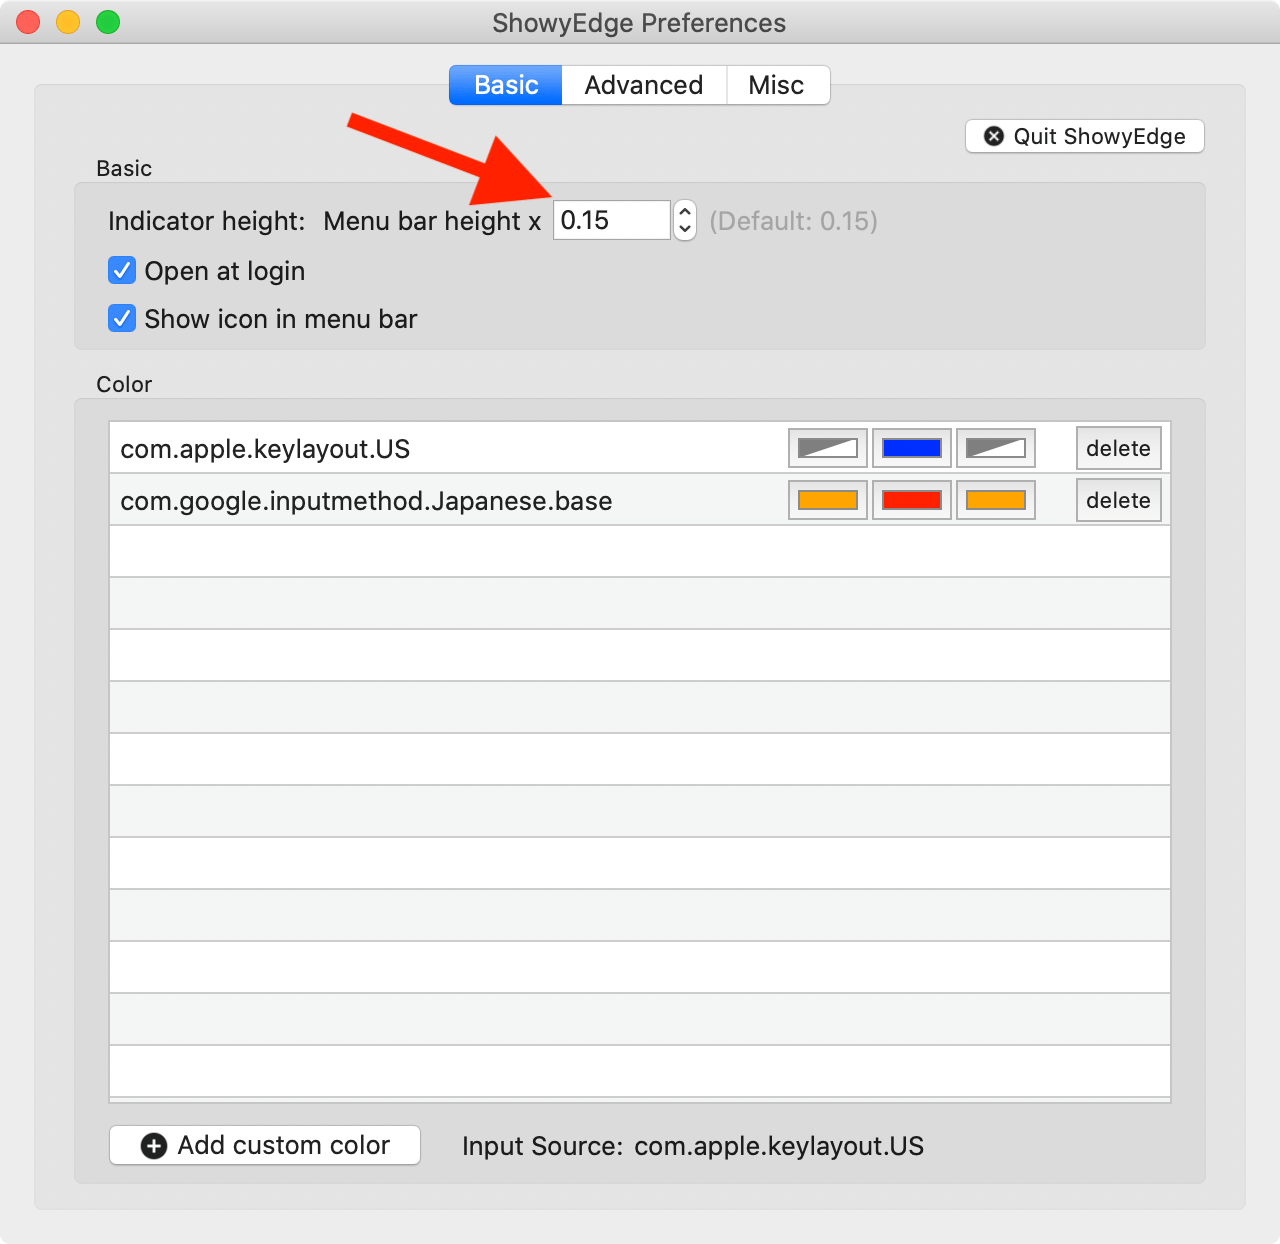 ShowyEdge Preferences
Basic Advanced Misc
Quit ShowyEdge
Basic
Indicator height: Menu bar height x 0.15 (Default: 0.15)
Open at login
Show icon in menu bar
Color
com.apple.keylayout.US delete
com.google.inputmethod.Japanese.base delete
Add custom color Input Source: com.apple.keylayout.US